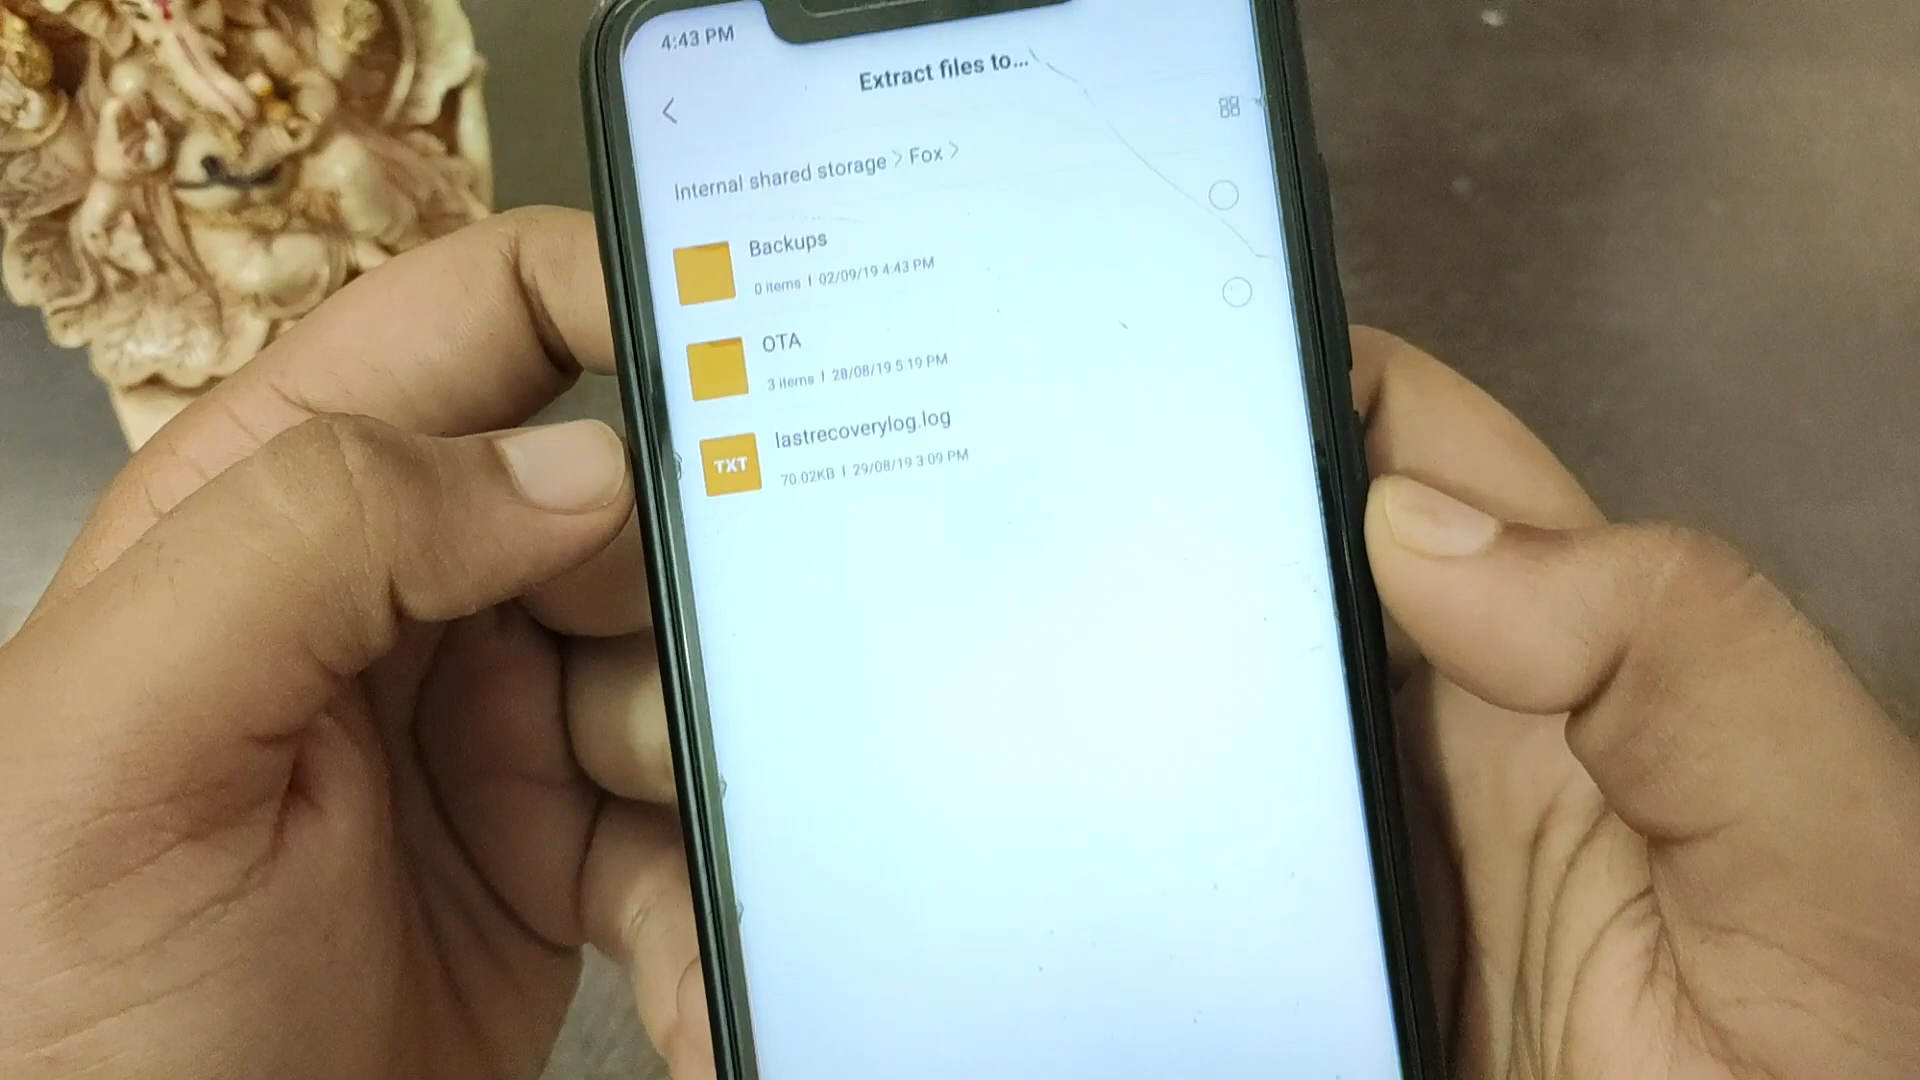 4:43 PM
Extract files to...
Internal shared storage > Fox >
Backups
0 items | 02/09/19 4:43 PM
OTA
3 items | 28/08/19 5:19 PM
TXT
lastrecoverylog.log
70.02KB | 29/08/19 3:09 PM